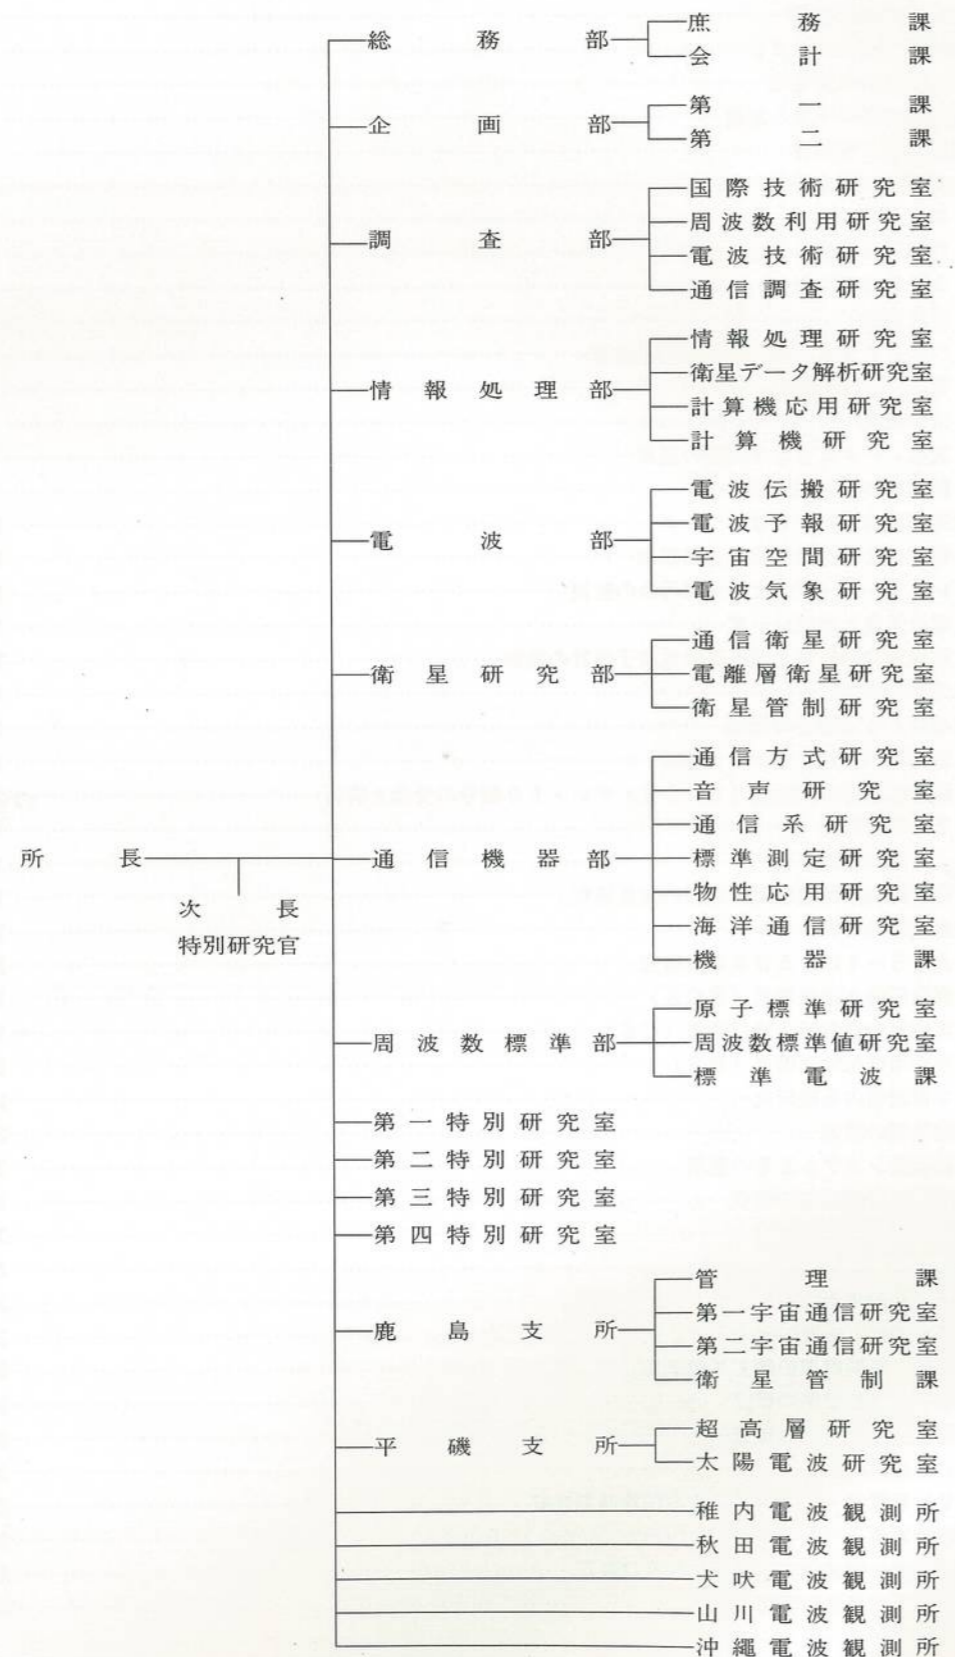 所長
次長
特別研究官
総務部
庶務課
会計課
企画部
第一課
第二課
調査部
国際技術研究室
周波数利用研究室
電波技術研究室
通信調査研究室
情報処理部
情報処理研究室
衛星データ解析研究室
計算機応用研究室
計算機研究室
電波部
電波伝搬研究室
電波予報研究室
宇宙空間研究室
電波気象研究室
衛星研究部
通信衛星研究室
電離層衛星研究室
衛星管制研究室
通信機器部
通信方式研究室
音声研究室
通信系研究室
標準測定研究室
物性応用研究室
海洋通信研究室
機器課
周波数標準部
原子標準研究室
周波数標準値研究室
標準電波課
第一特別研究室
第二特別研究室
第三特別研究室
第四特別研究室
鹿島支所
管理課
第一宇宙通信研究室
第二宇宙通信研究室
衛星管制課
平磯支所
超高層研究室
太陽電波研究室
稚内電波観測所
秋田電波観測所
犬吠電波観測所
山川電波観測所
沖縄電波観測所